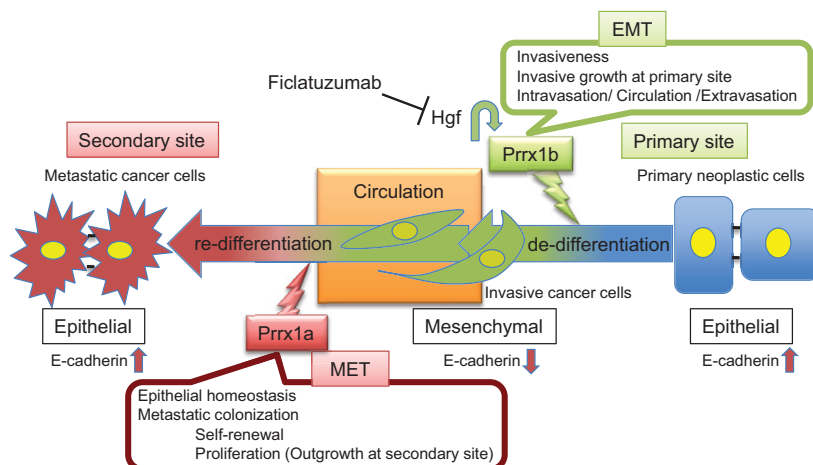 EMT
Invasiveness
Invasive growth at primary site
Intravasation/ Circulation /Extravasation
Ficlatuzumab
Hgf
Prrx1b
Secondary site
Primary site
Metastatic cancer cells
Circulation
Primary neoplastic cells
re-differentiation
de-differentiation
Invasive cancer cells
Prrx1a
Epithelial
Mesenchymal
Epithelial
E-cadherin
E-cadherin
E-cadherin
MET
Epithelial homeostasis
Metastatic colonization
Self-renewal
Proliferation (Outgrowth at secondary site)